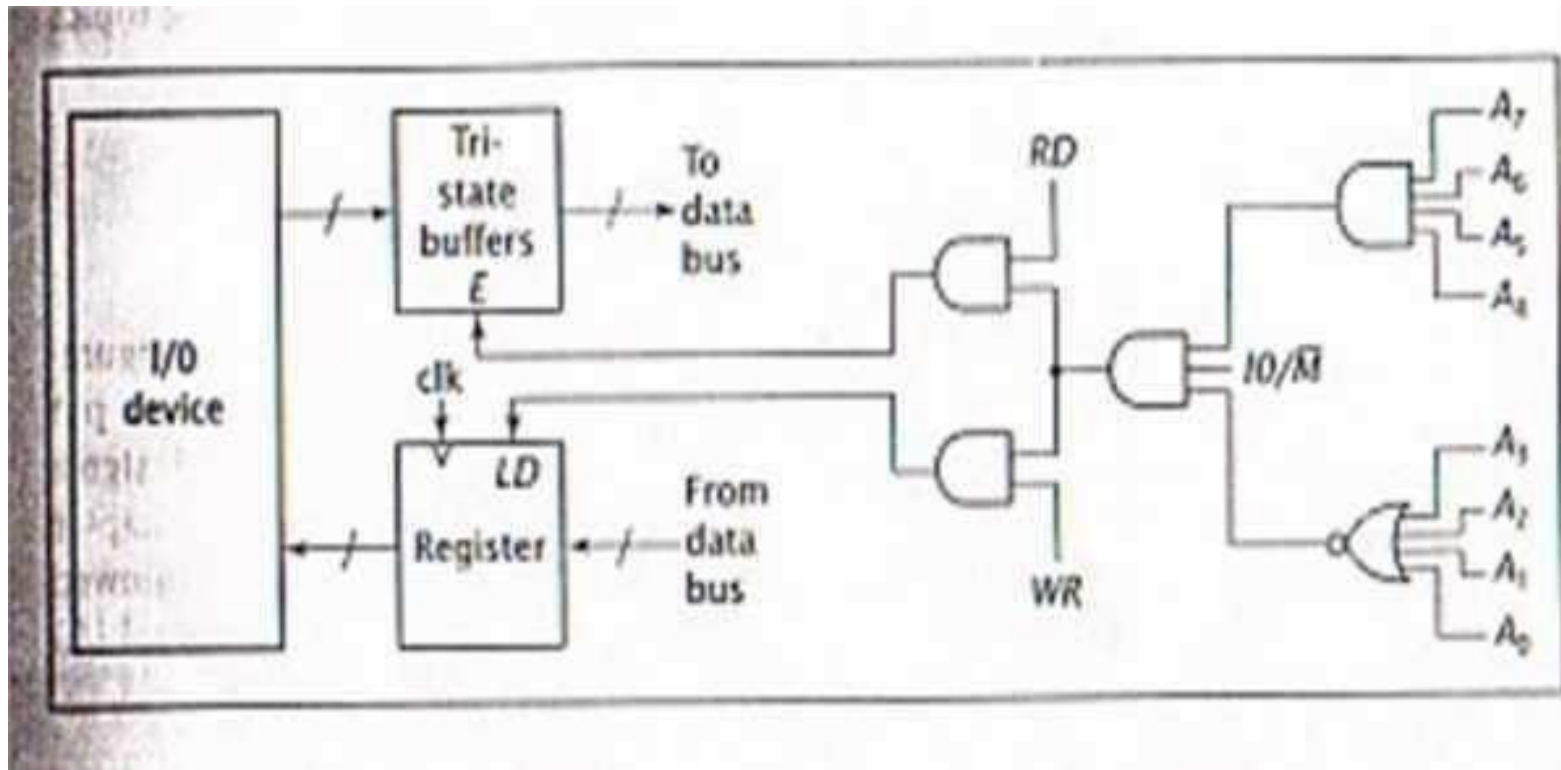 I/0
device
Tri-
state
buffers
E
To
data
bus
clk
LD
Register
From
data
bus
RD
WR
IO/M̅
A₇
A₆
A₅
A₄
A₃
A₂
A₁
A₀